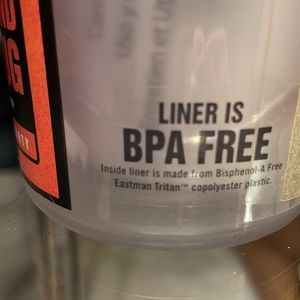 LINER IS
BPA FREE
Inside liner is made from Bisphenol-A Free
Eastman Tritan™ copolyester plastic.